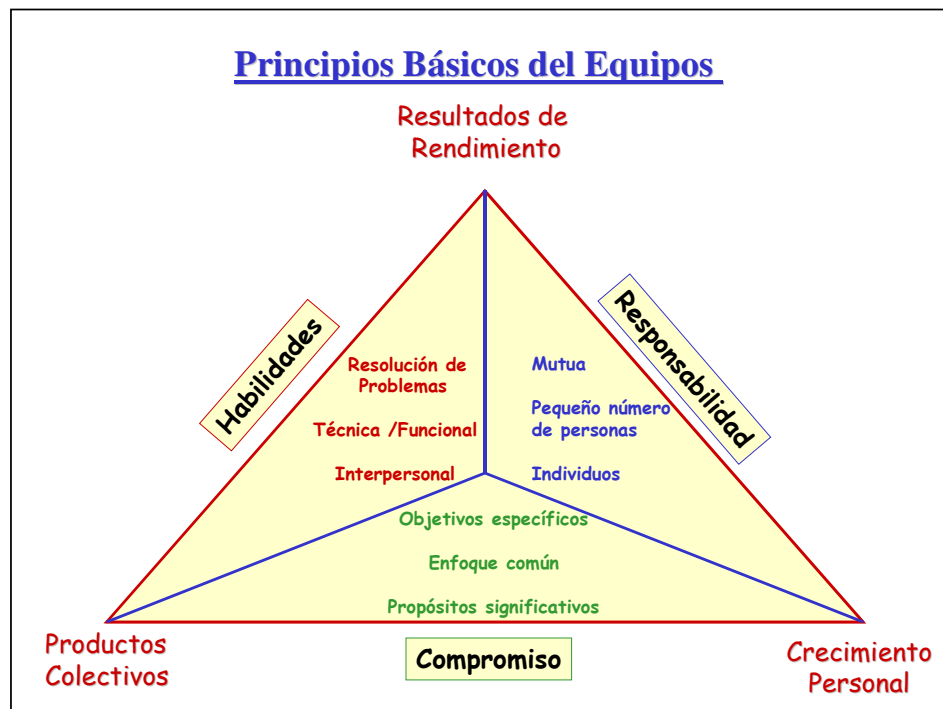 Principios Básicos del Equipos
Resultados de
Rendimiento
Habilidades
Responsabilidad
Resolución de
Problemas
Técnica /Funcional
Interpersonal
Mutua
Pequeño número
de personas
Individuos
Objetivos específicos
Enfoque común
Propósitos significativos
Productos
Colectivos
Compromiso
Crecimiento
Personal